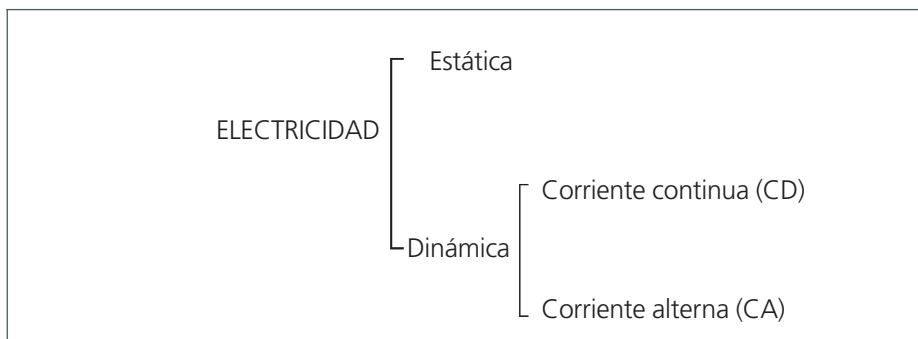 Estática
ELECTRICIDAD
Corriente continua (CD)
Dinámica
Corriente alterna (CA)